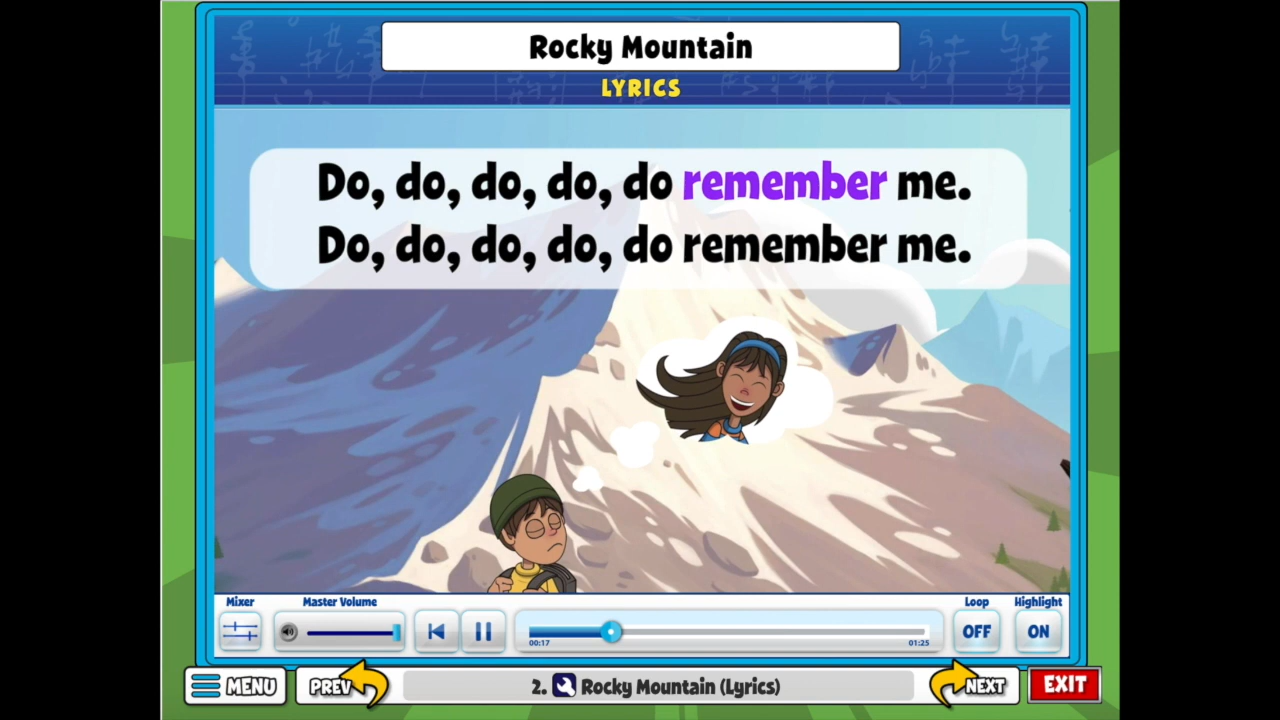 Rocky Mountain
LYRICS
Do, do, do, do, do remember me.
Do, do, do, do, do remember me.
Mixer
Master Volume
Loop
Highlight
OFF
ON
00:17
01:25
MENU
PREV
2. Rocky Mountain (Lyrics)
NEXT
EXIT